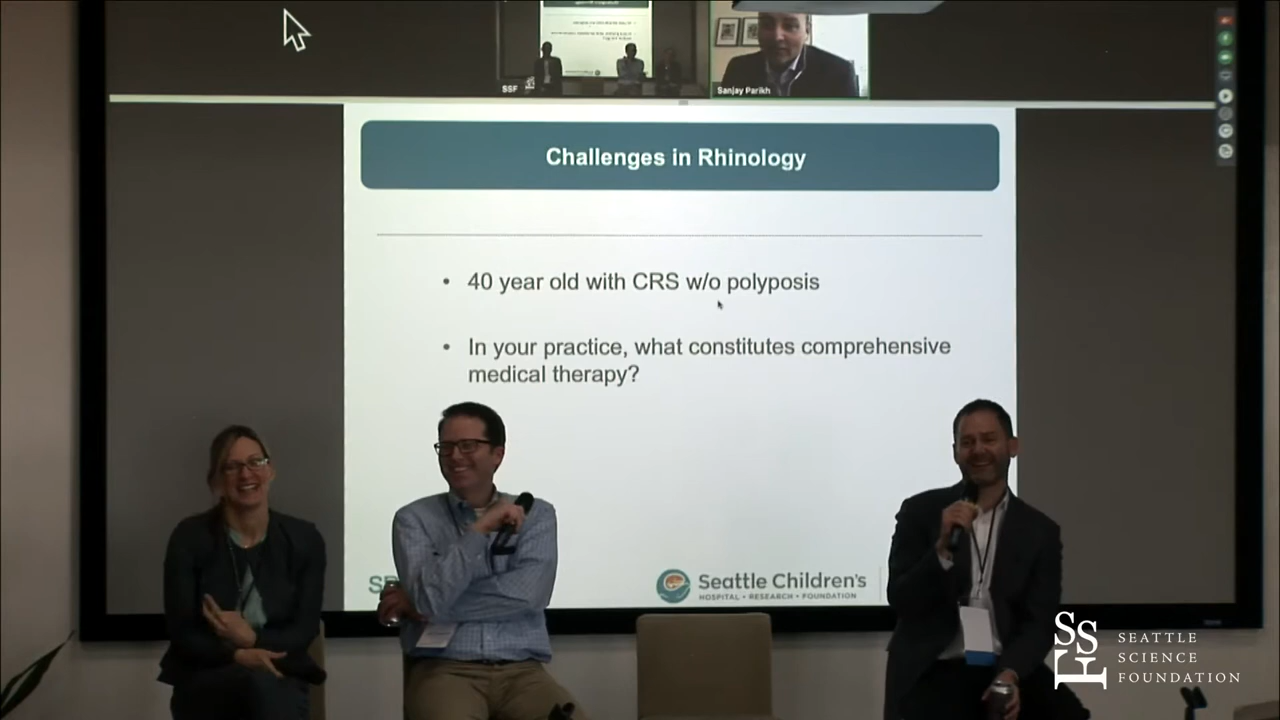 SSF
Sanjay Parikh
Challenges in Rhinology
• 40 year old with CRS w/o polyposis
• In your practice, what constitutes comprehensive
medical therapy?
Seattle Children's
HOSPITAL • RESEARCH • FOUNDATION
SSF
SEATTLE
SCIENCE
FOUNDATION